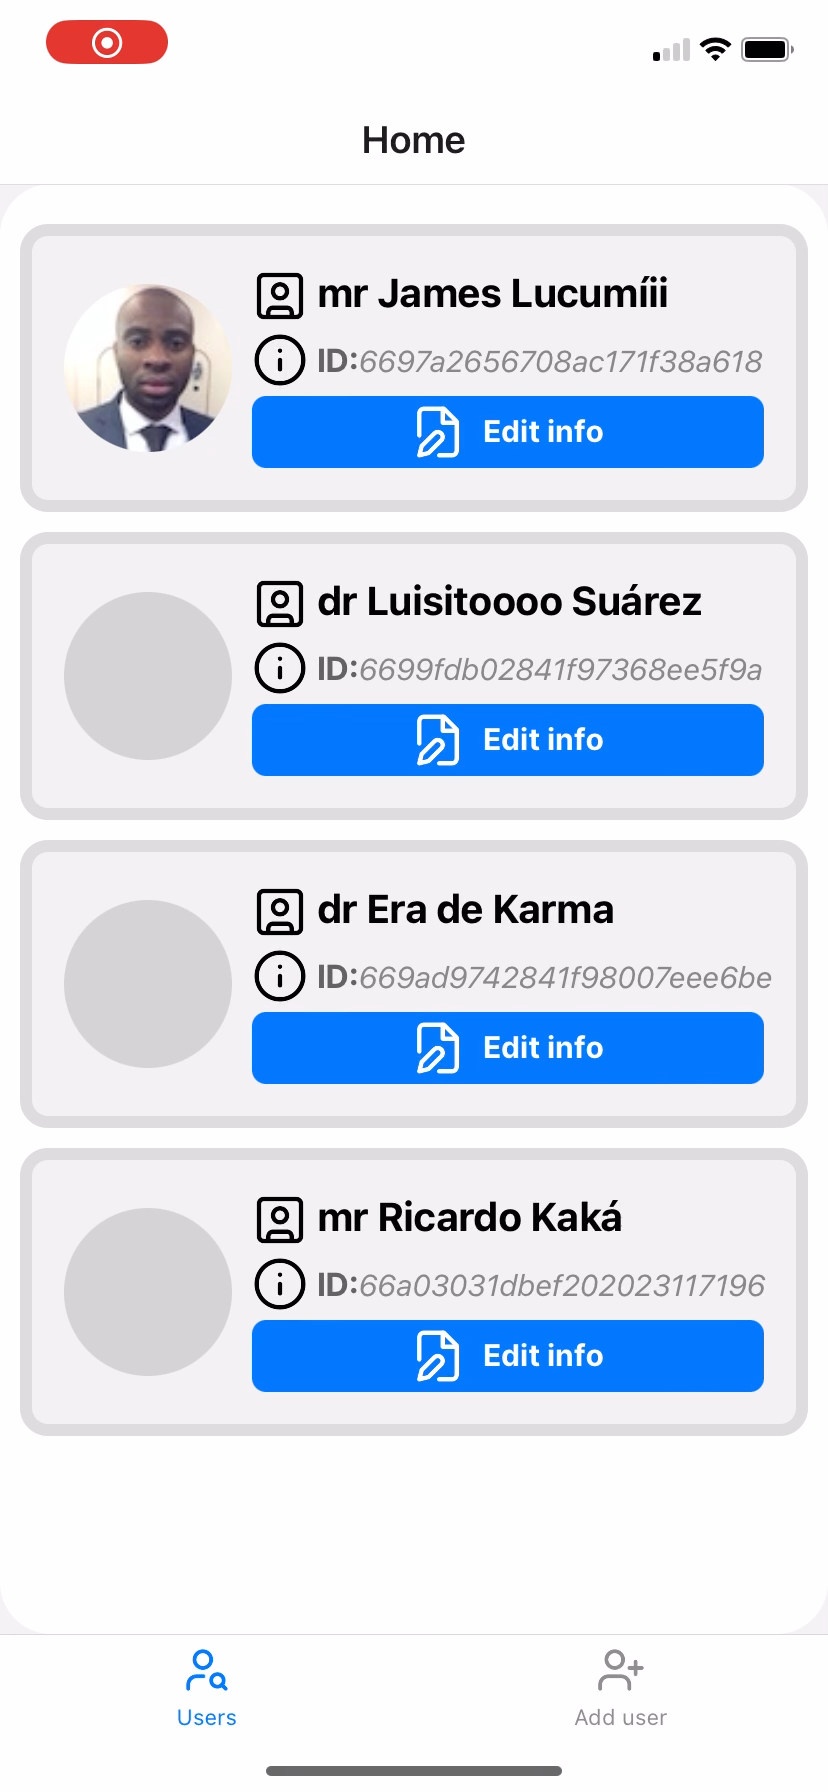 Home
mr James Lucumíii
ID:6697a2656708ac171f38a618
Edit info
dr Luisitoooo Suárez
ID:6699fdb02841f97368ee5f9a
Edit info
dr Era de Karma
ID:669ad9742841f98007eee6be
Edit info
mr Ricardo Kaká
ID:66a03031dbef202023117196
Edit info
Users
Add user